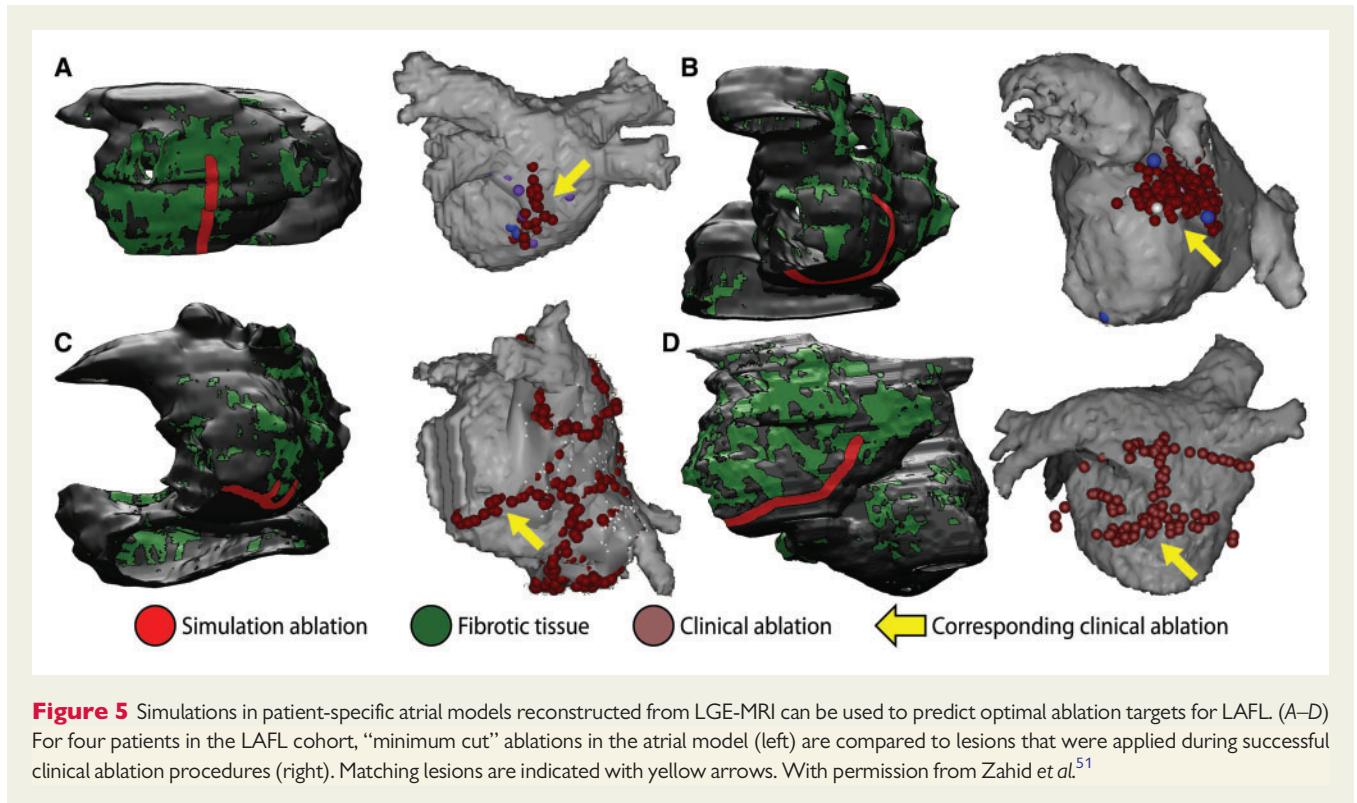 A
B
C
D
Simulation ablation
Fibrotic tissue
Clinical ablation
Corresponding clinical ablation
Figure 5 Simulations in patient-specific atrial models reconstructed from LGE-MRI can be used to predict optimal ablation targets for LAFL. (A–D)
For four patients in the LAFL cohort, “minimum cut” ablations in the atrial model (left) are compared to lesions that were applied during successful
clinical ablation procedures (right). Matching lesions are indicated with yellow arrows. With permission from Zahid et al.51